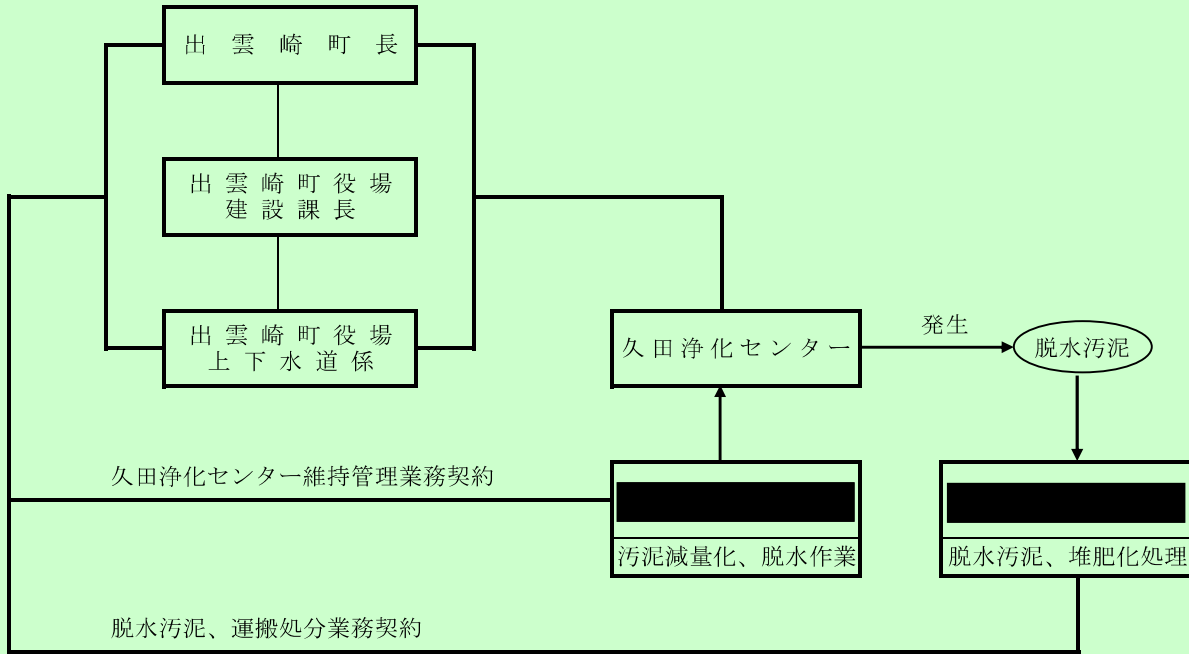 出雲崎町長
出雲崎町役場
建設課長
出雲崎町役場
上下水道係
久田浄化センター
発生
脱水汚泥
久田浄化センター維持管理業務契約
汚泥減量化、脱水作業
脱水汚泥、堆肥化処理
脱水汚泥、運搬処分業務契約